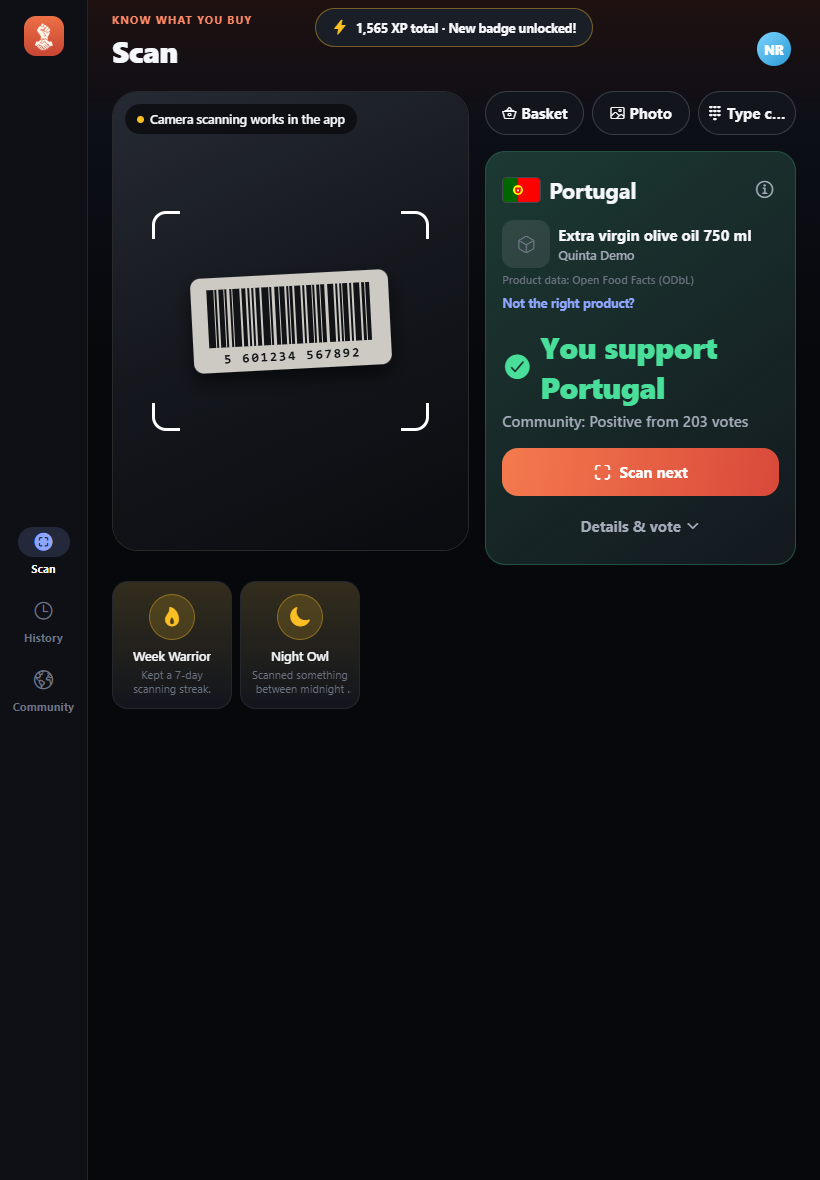 KNOW WHAT YOU BUY
Scan
1,565 XP total · New badge unlocked!
NR
Camera scanning works in the app
5 601234 567892
Basket
Photo
Type c...
Portugal
Extra virgin olive oil 750 ml
Quinta Demo
Product data: Open Food Facts (ODbL)
Not the right product?
You support
Portugal
Community: Positive from 203 votes
Scan next
Details & vote
Scan
History
Community
Week Warrior
Kept a 7-day
scanning streak.
Night Owl
Scanned something
between midnight .